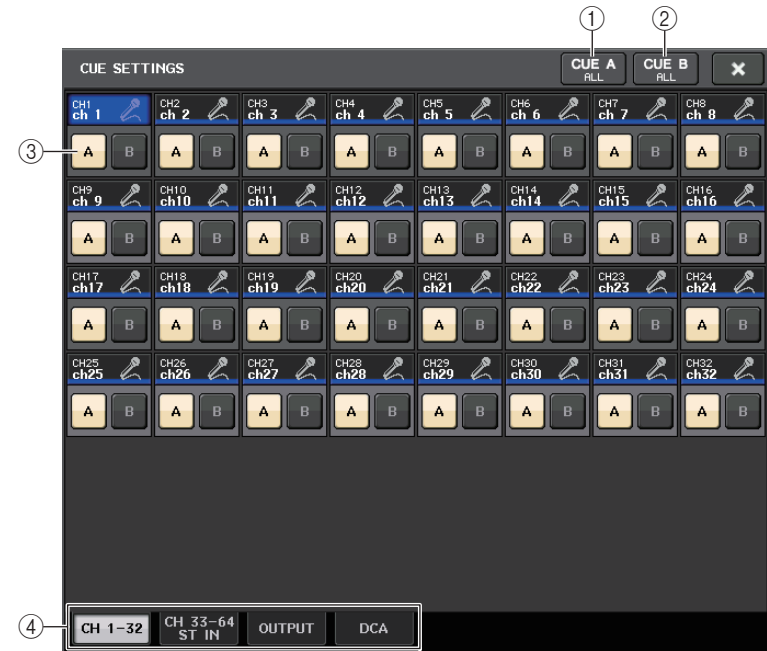 ① ②
CUE SETTINGS CUE A ALL CUE B ALL ×
CH1 CH2 CH3 CH4 CH5 CH6 CH7 CH8
ch 1 ch 2 ch 3 ch 4 ch 5 ch 6 ch 7 ch 8
③ A B A B A B A B A B A B A B A B
CH9 CH10 CH11 CH12 CH13 CH14 CH15 CH16
ch 9 ch10 ch11 ch12 ch13 ch14 ch15 ch16
A B A B A B A B A B A B A B A B
CH17 CH18 CH19 CH20 CH21 CH22 CH23 CH24
ch17 ch18 ch19 ch20 ch21 ch22 ch23 ch24
A B A B A B A B A B A B A B A B
CH25 CH26 CH27 CH28 CH29 CH30 CH31 CH32
ch25 ch26 ch27 ch28 ch29 ch30 ch31 ch32
A B A B A B A B A B A B A B A B
④ CH 1-32 CH 33-64 ST IN OUTPUT DCA